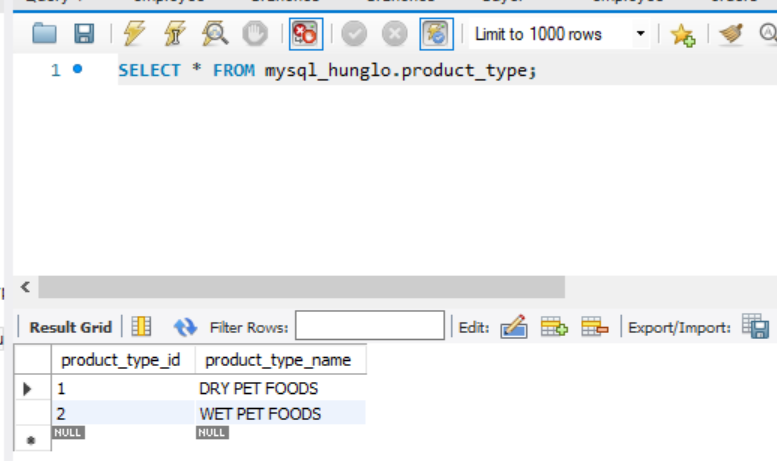 Limit to 1000 rows
1 SELECT * FROM mysql_hunglo.product_type;
Result Grid Filter Rows: Edit: Export/Import:
product_type_id product_type_name
1 DRY PET FOODS
2 WET PET FOODS
NULL NULL